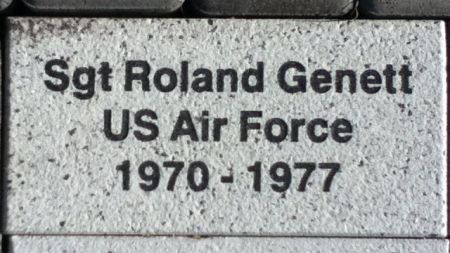 Sgt Roland Genett
US Air Force
1970 - 1977